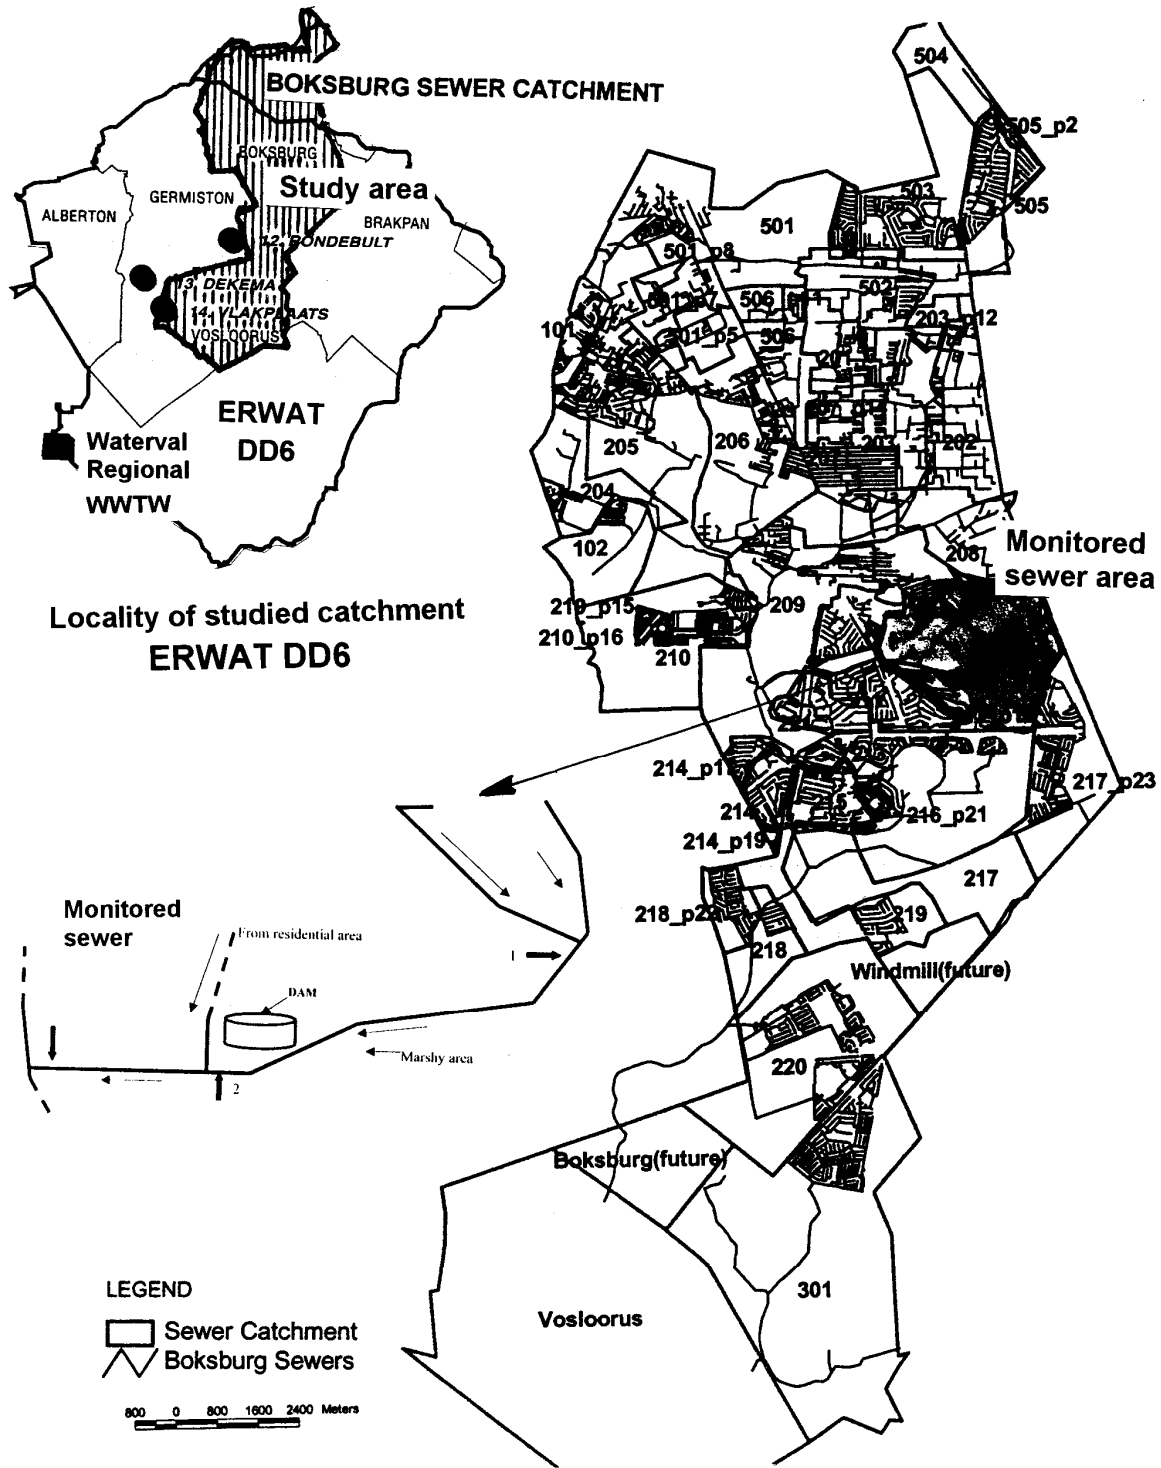 BOKSBURG SEWER CATCHMENT
BOKSBURG
Study area
GERMISTON
ALBERTON
BRAKPAN
12. RONDEBULT
13. DEKEMA
14. VLAKPLAATS
VOSLOORUS
ERWAT
DD6
Waterval
Regional
WWTW
Locality of studied catchment
ERWAT DD6
504
505_p2
503
505
501
501_p8
502
506
203_p12
101
501_p5
506
205
206
203
202
204
102
208
Monitored
sewer area
209
210_p16
210
217_p23
214
216_p21
214_p19
217
218_p22
219
218
Windmill(future)
220
Boksburg(future)
301
Vosloorus
Monitored
sewer
From residential area
DAM
Marshy area
1
2
LEGEND
Sewer Catchment
Boksburg Sewers
800 0 800 1600 2400 Meters